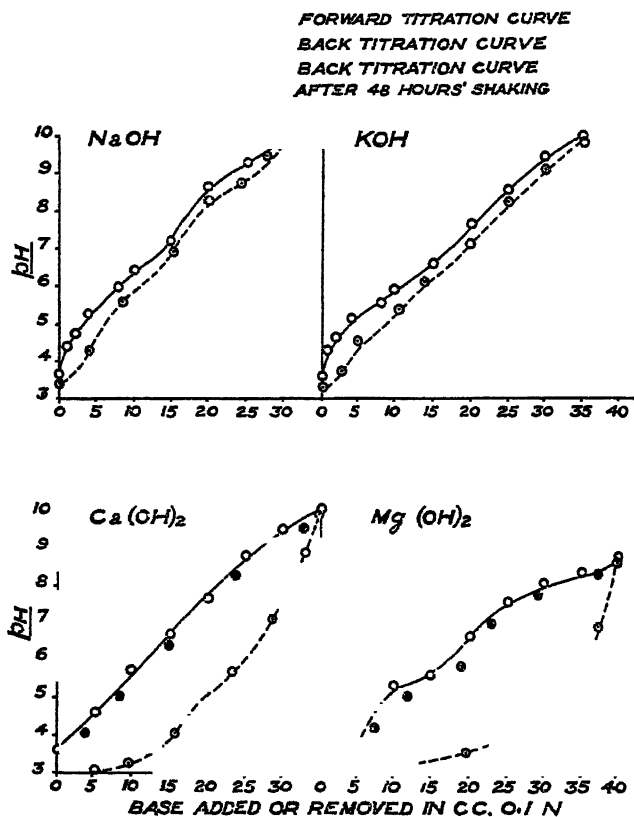 FORWARD TITRATION CURVE
BACK TITRATION CURVE
BACK TITRATION CURVE
AFTER 48 HOURS' SHAKING
NaOH
KOH
10
9
8
7
6
5
4
3
pH
0 5 10 15 20 25 30
0 5 10 15 20 25 30 35 40
Ca(OH)2
Mg(OH)2
10
9
8
7
6
5
4
3
pH
0 5 10 15 20 25 30 0 5 10 15 20 25 30 35 40
BASE ADDED OR REMOVED IN CC. 0.1 N